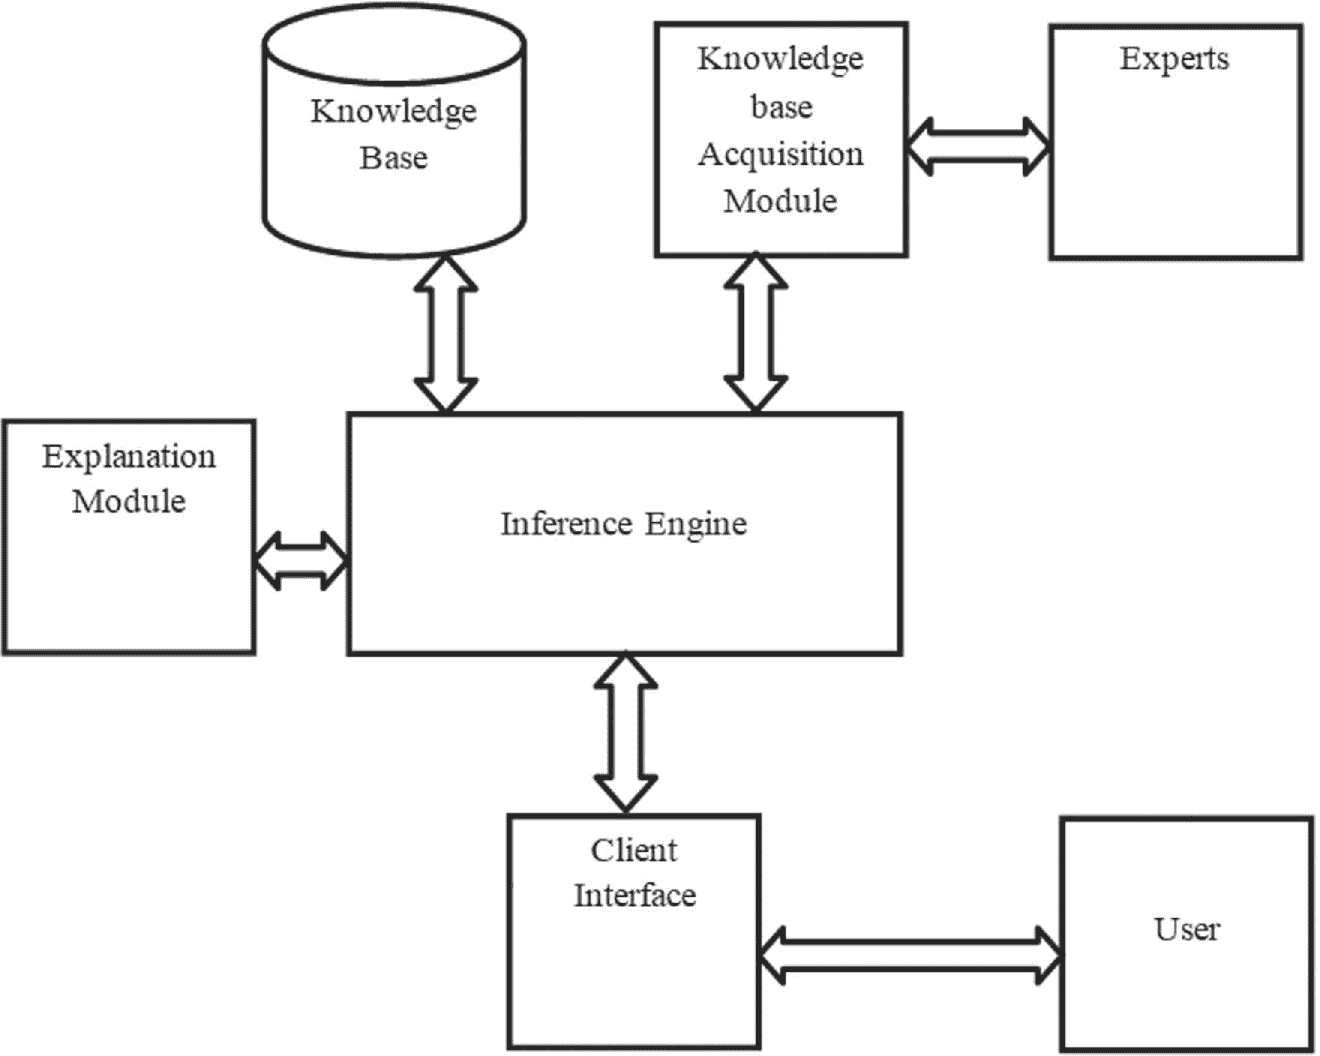 Knowledge
Base
Knowledge
base
Acquisition
Module
Experts
Explanation
Module
Inference Engine
Client
Interface
User